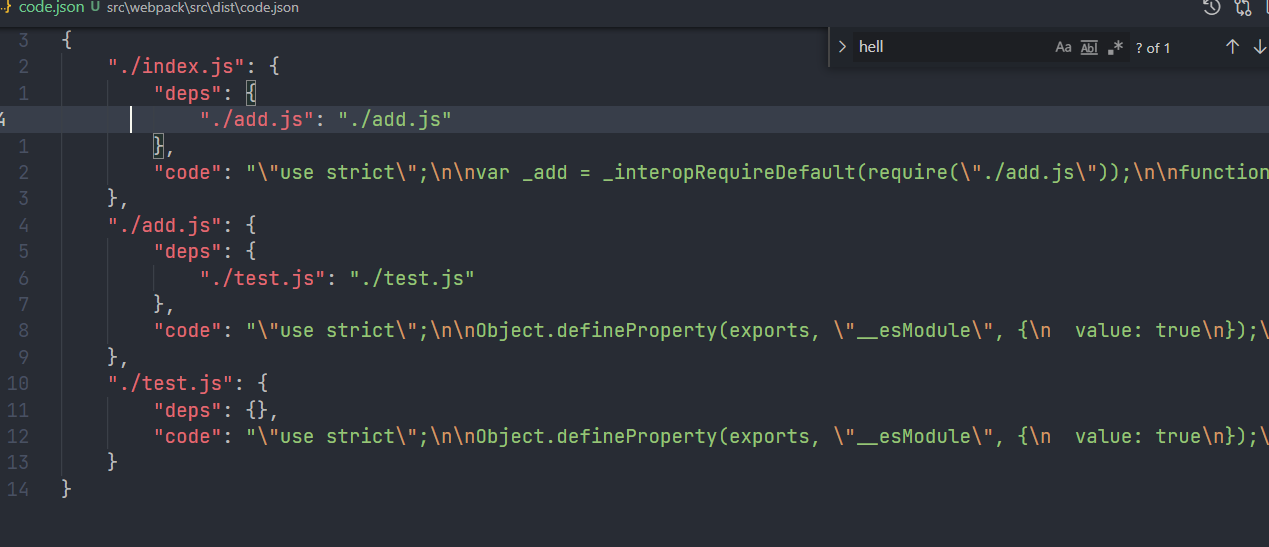 code.json U src\webpack\src\dist\code.json
hell Aa Ab .* ? of 1
3 {
2 "./index.js": {
1 "deps": {
4 "./add.js": "./add.js"
1 },
2 "code": "\"use strict\";\n\nvar _add = _interopRequireDefault(require(\"./add.js\"));\n\nfunction
3 },
4 "./add.js": {
5 "deps": {
6 "./test.js": "./test.js"
7 },
8 "code": "\"use strict\";\n\nObject.defineProperty(exports, \"__esModule\", {\n  value: true\n});\
9 },
10 "./test.js": {
11 "deps": {},
12 "code": "\"use strict\";\n\nObject.defineProperty(exports, \"__esModule\", {\n  value: true\n});\
13 }
14 }